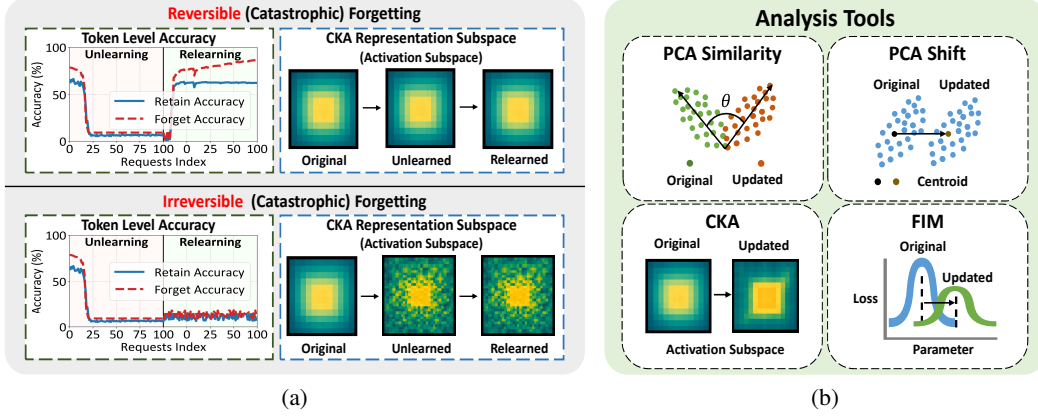 Reversible (Catastrophic) Forgetting
Token Level Accuracy
Unlearning
Relearning
Accuracy (%)
100
50
0
Retain Accuracy
Forget Accuracy
0 25 50 75 100 25 50 75 100
Requests Index
CKA Representation Subspace
(Activation Subspace)
Original
Unlearned
Relearned
Irreversible (Catastrophic) Forgetting
Token Level Accuracy
Unlearning
Relearning
Accuracy (%)
100
50
0
Retain Accuracy
Forget Accuracy
0 25 50 75 100 25 50 75 100
Requests Index
CKA Representation Subspace
(Activation Subspace)
Original
Unlearned
Relearned
(a)
Analysis Tools
PCA Similarity
θ
Original
Updated
PCA Shift
Original
Updated
Centroid
CKA
Original
Updated
Activation Subspace
FIM
Original
Updated
Loss
Parameter
(b)